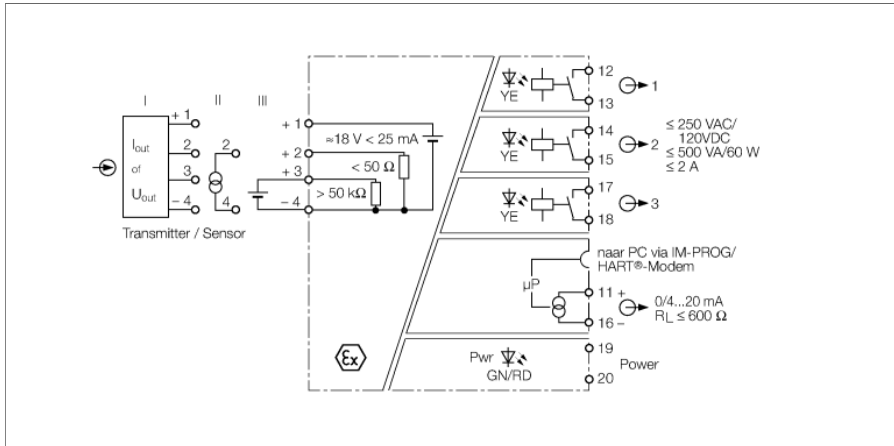 I
II
III
+ 1
2
3
– 4
I out
of
U out
Transmitter / Sensor
2
4
+ 1
+ 2
+ 3
– 4
≈18 V < 25 mA
< 50 Ω
> 50 kΩ
Ex
YE
12
13
1
YE
14
15
2
≤ 250 VAC/
120VDC
≤ 500 VA/60 W
≤ 2 A
YE
17
18
3
naar PC via IM-PROG/
HART®-Modem
µP
11 +
16 –
0/4...20 mA
RL ≤ 600 Ω
Pwr
GN/RD
19
20
Power